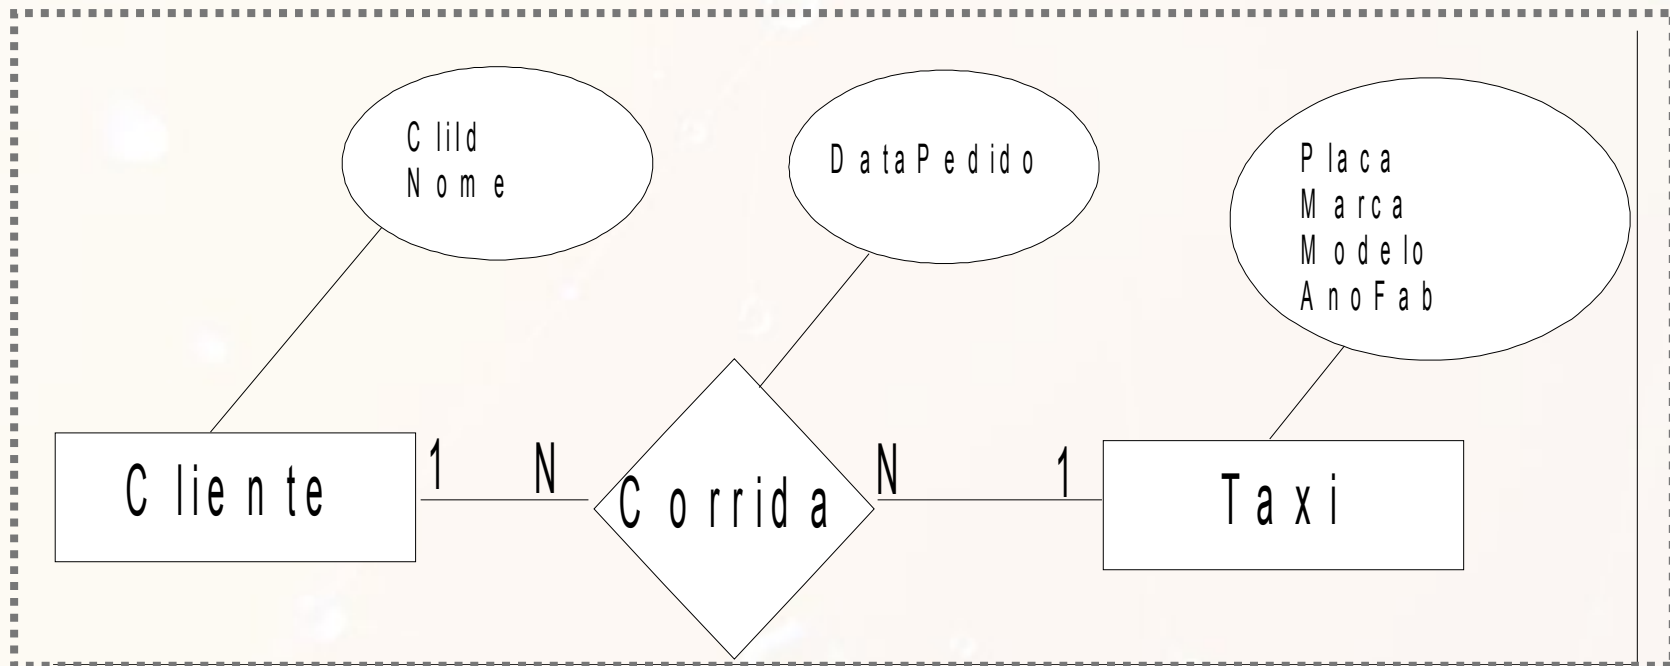 CliId
Nome
DataPedido
Placa
Marca
Modelo
AnoFab
Cliente
1
N
Corrida
N
1
Taxi